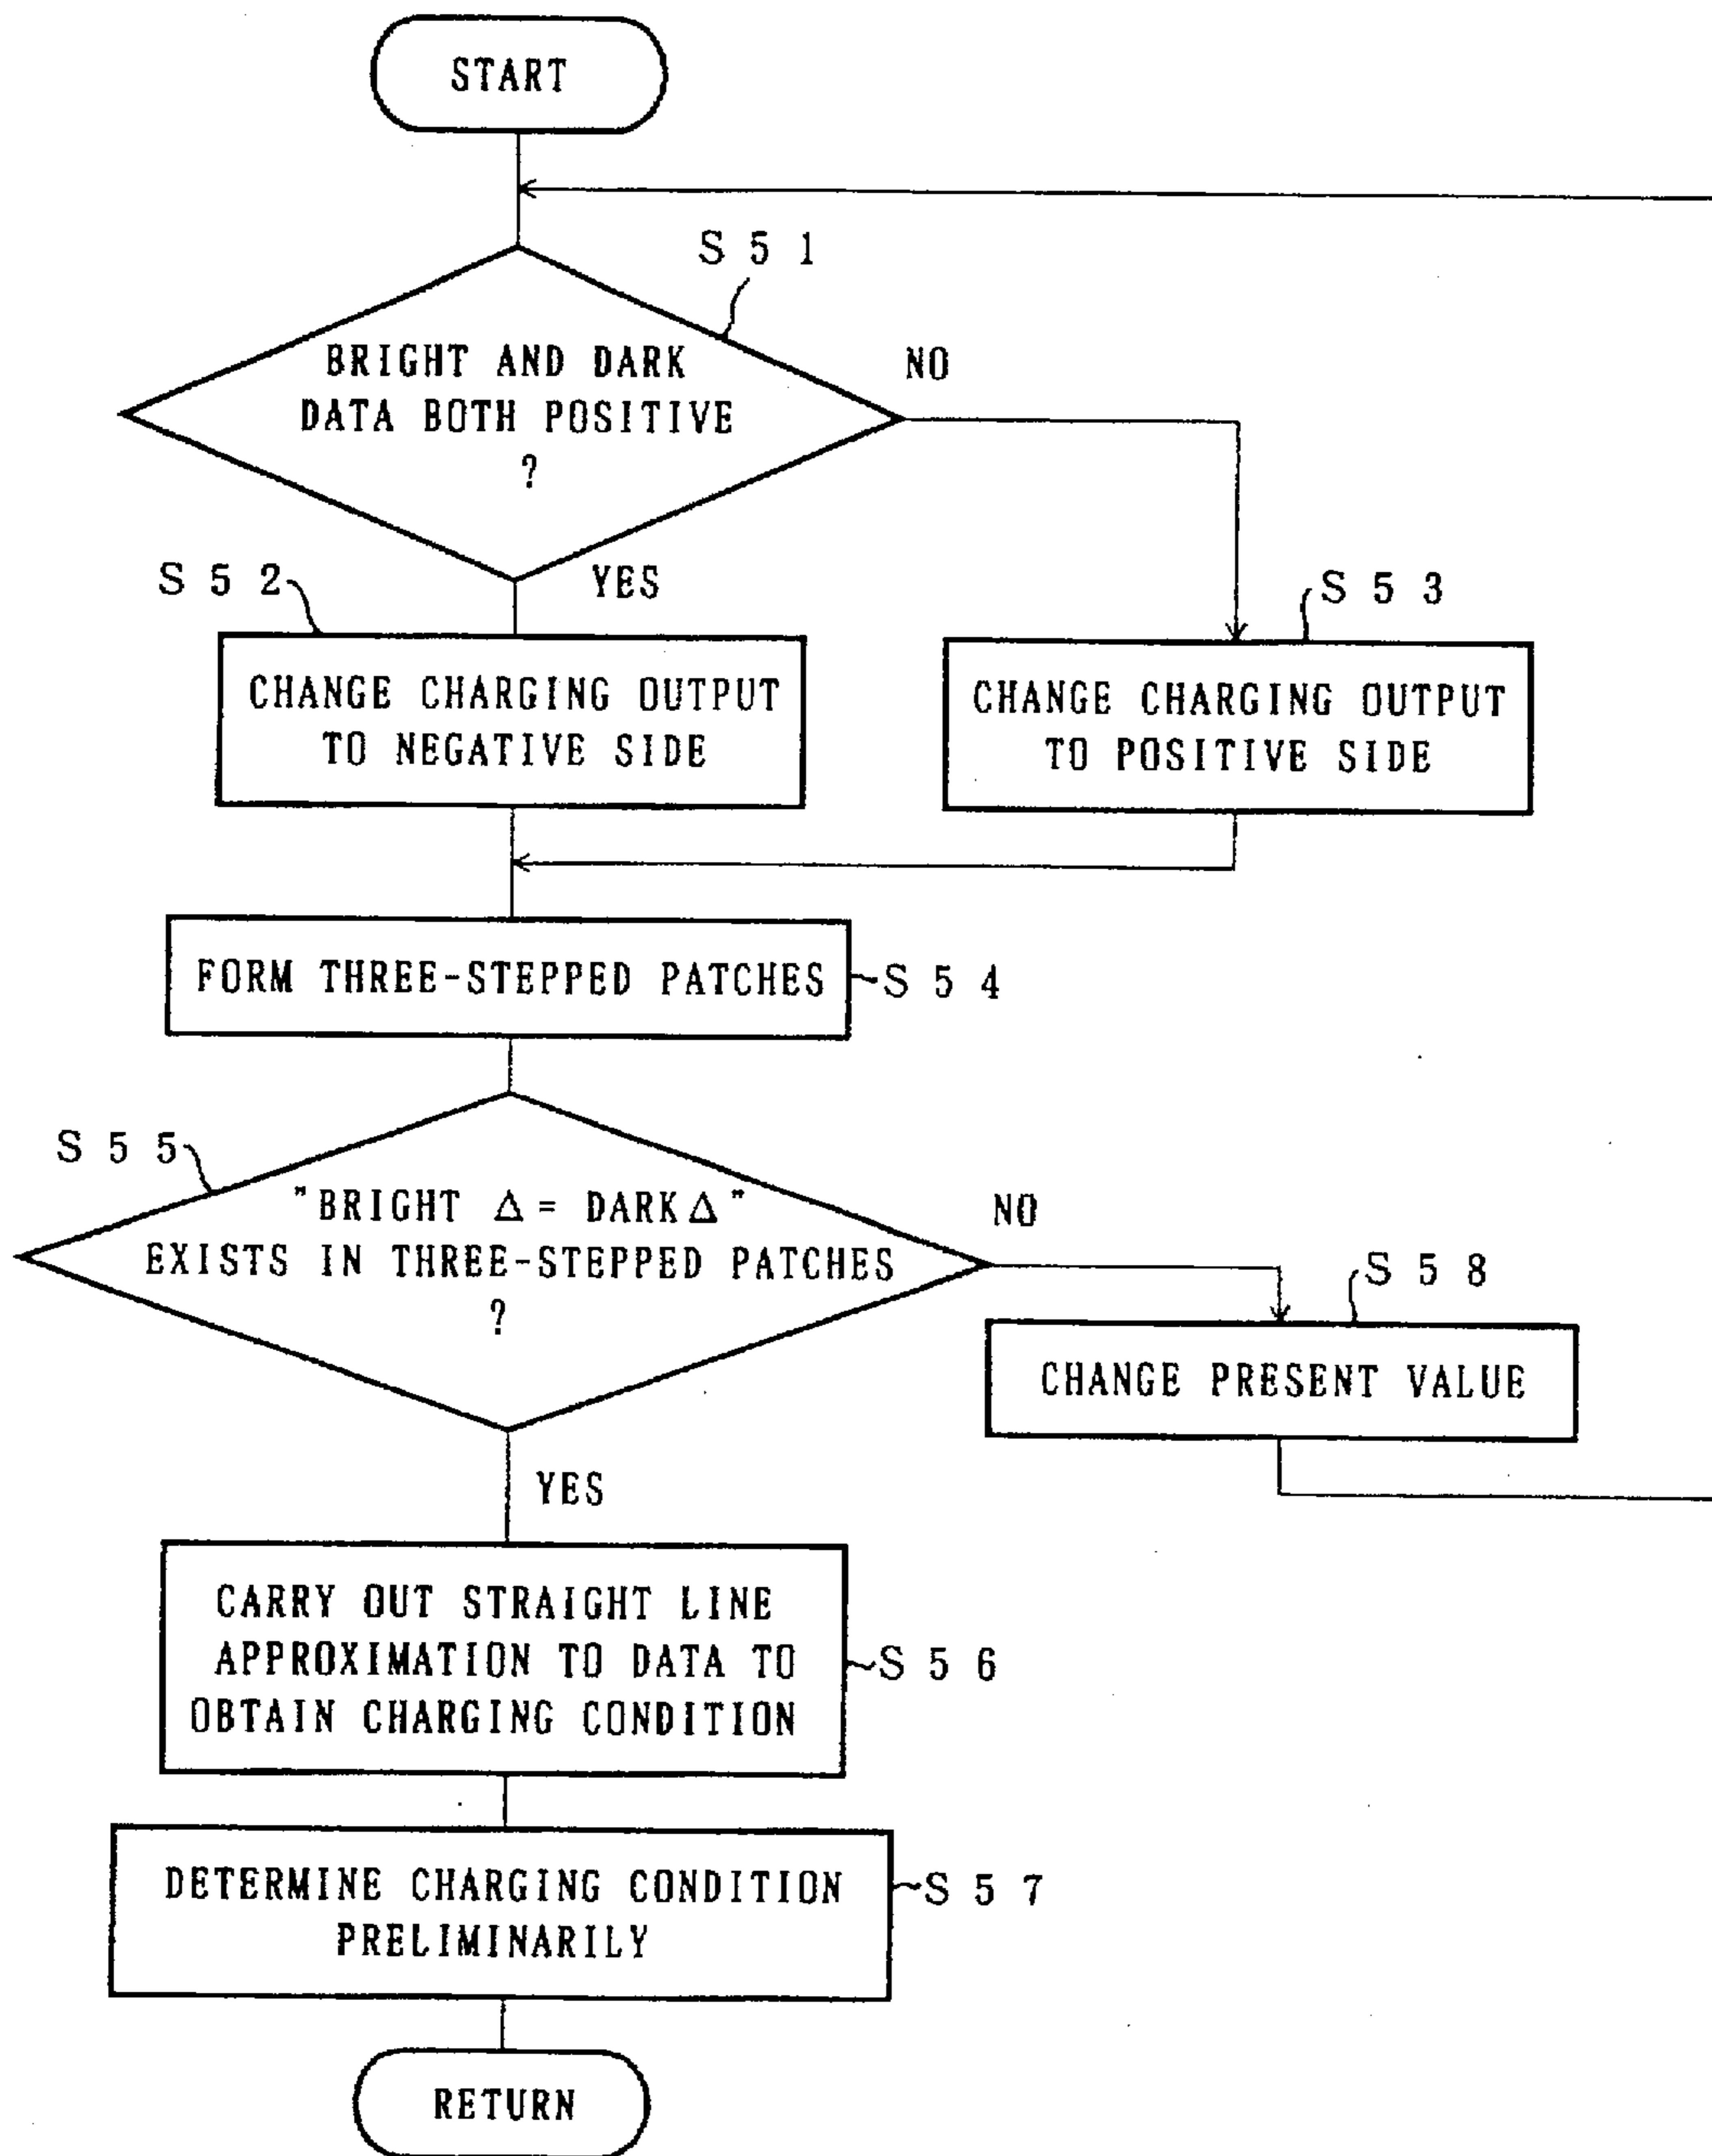 START
S 5 1
BRIGHT AND DARK
DATA BOTH POSITIVE
?
NO
YES
S 5 2
CHANGE CHARGING OUTPUT
TO NEGATIVE SIDE
S 5 3
CHANGE CHARGING OUTPUT
TO POSITIVE SIDE
FORM THREE-STEPPED PATCHES
S 5 4
S 5 5
"BRIGHT Δ = DARK Δ"
EXISTS IN THREE-STEPPED PATCHES
?
NO
S 5 8
CHANGE PRESENT VALUE
YES
CARRY OUT STRAIGHT LINE
APPROXIMATION TO DATA TO
OBTAIN CHARGING CONDITION
S 5 6
DETERMINE CHARGING CONDITION
PRELIMINARILY
S 5 7
RETURN